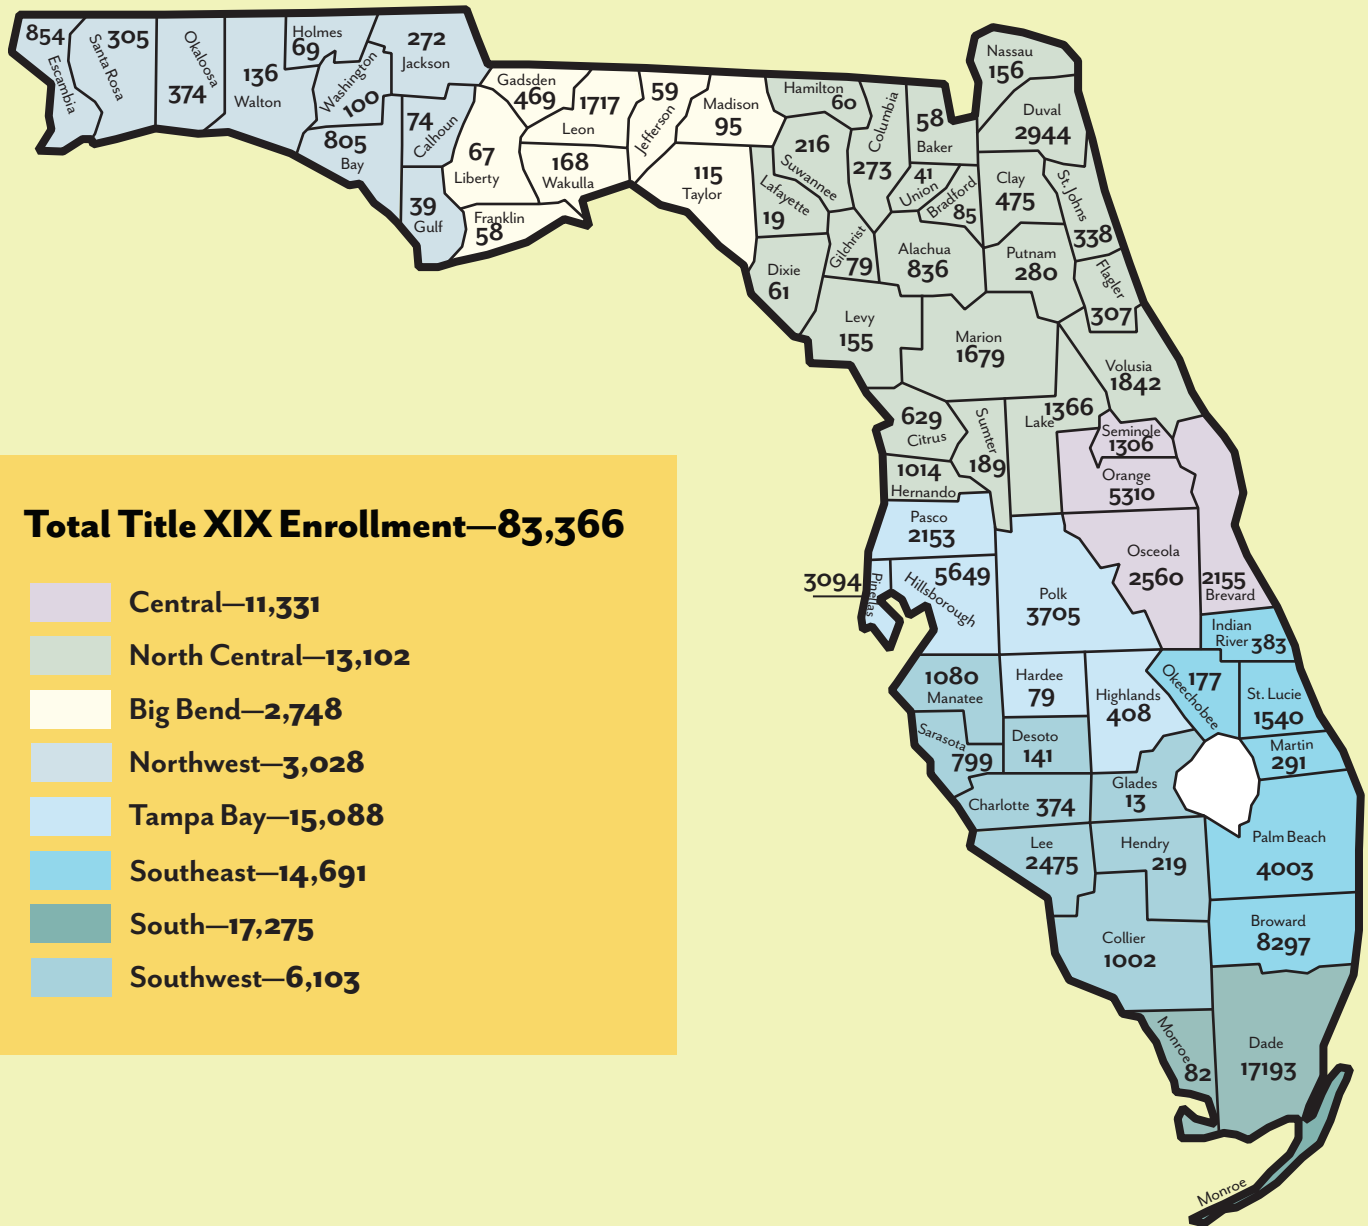 854
Escambia
305
Santa Rosa
Okaloosa
374
136
Walton
Holmes
69
Washington
100
272
Jackson
805
Bay
74
Calhoun
39
Gulf
Gadsden
469
67
Liberty
Franklin
58
1717
Leon
168
Wakulla
59
Jefferson
Madison
95
115
Taylor
Hamilton
60
216
Suwannee
Lafayette
19
Dixie
61
Columbia
273
58
Baker
41
Union
Bradford
85
Gilchrist
79
Alachua
836
Nassau
156
Duval
2944
Clay
475
St. Johns
338
Putnam
280
Flagler
307
Levy
155
Marion
1679
Volusia
1842
629
Citrus
Sumter
189
1366
Lake
1014
Hernando
Seminole
1306
Orange
5310
Osceola
2560
2155
Brevard
Pasco
2153
3094
Pinellas
5649
Hillsborough
Polk
3705
Indian
River 383
1080
Manatee
Hardee
79
Highlands
408
177
Okeechobee
St. Lucie
1540
Sarasota
799
Desoto
141
Martin
291
Charlotte 374
Glades
13
Lee
2475
Hendry
219
Palm Beach
4003
Collier
1002
Broward
8297
Monroe
82
Dade
17193
Monroe
Total Title XIX Enrollment—83,366
Central—11,331
North Central—13,102
Big Bend—2,748
Northwest—3,028
Tampa Bay—15,088
Southeast—14,691
South—17,275
Southwest—6,103